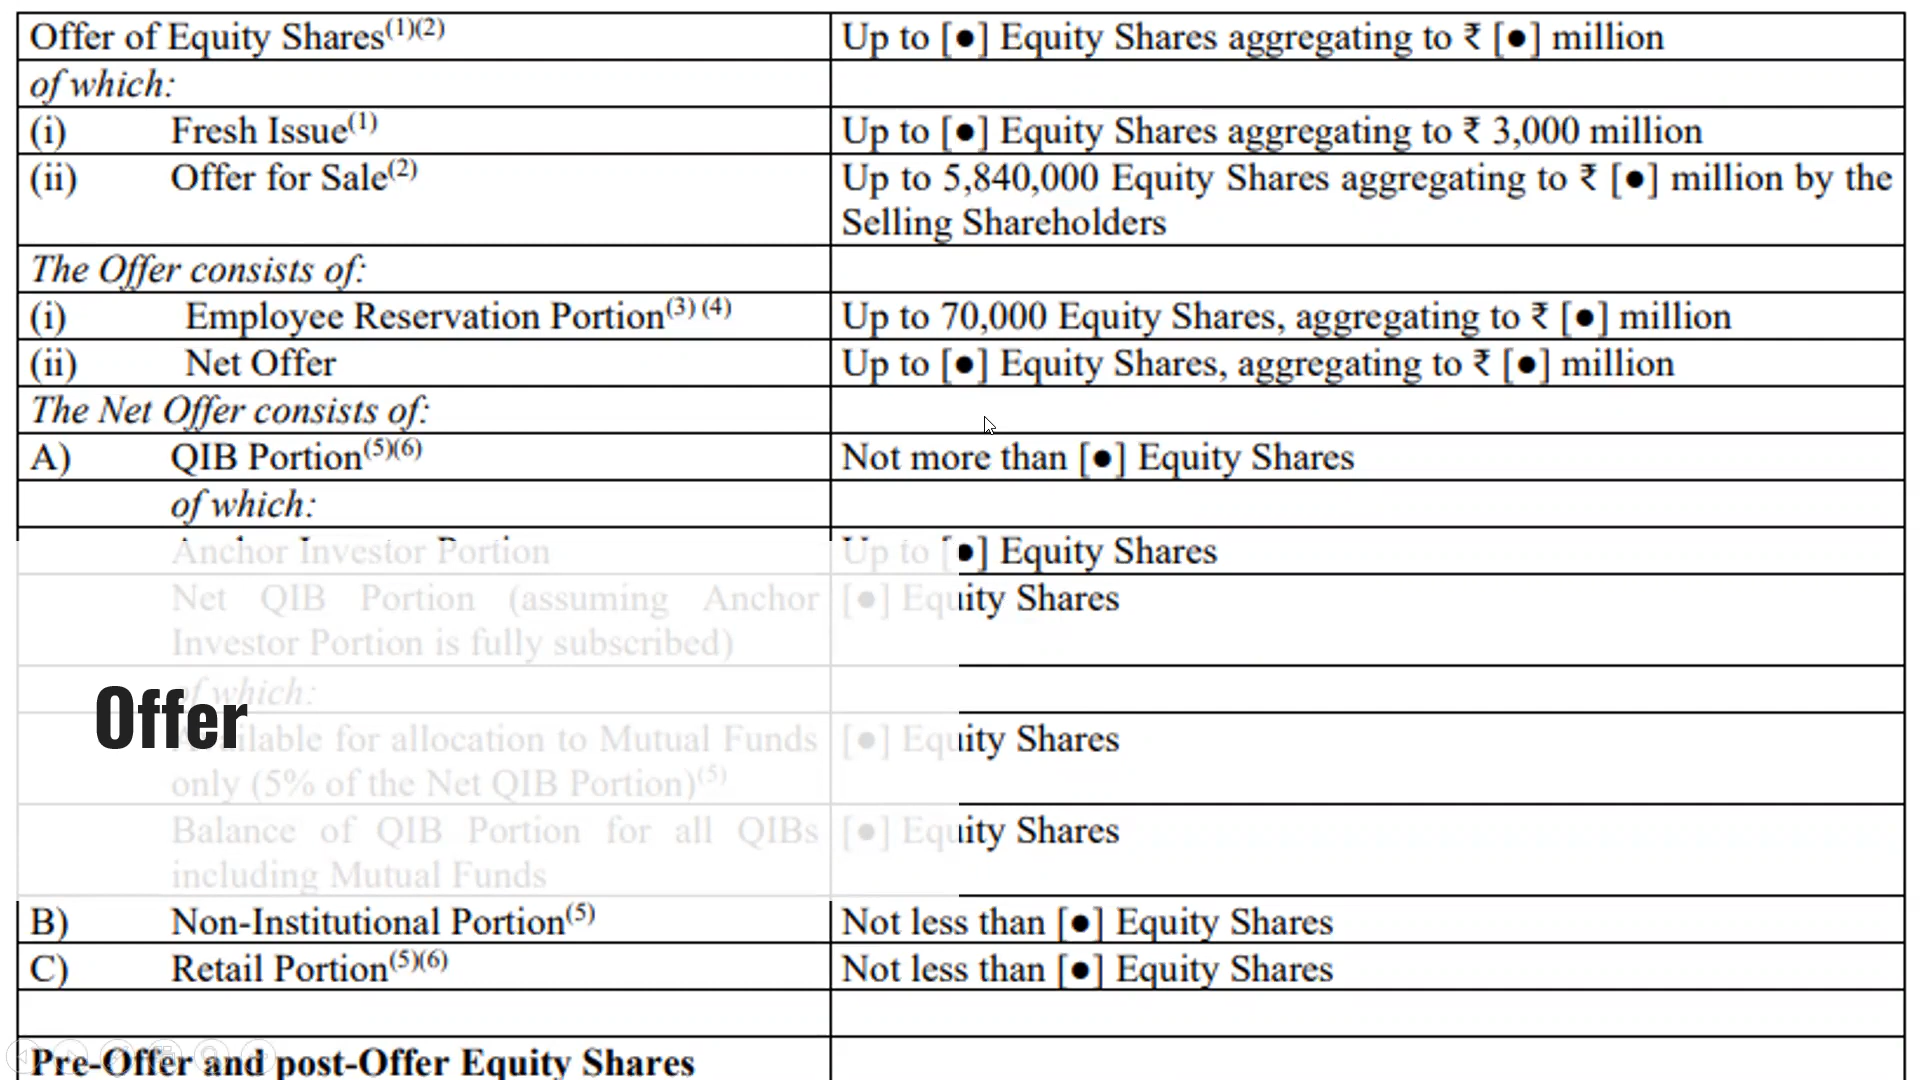 Offer of Equity Shares(1)(2) Up to [●] Equity Shares aggregating to ₹ [●] million
of which:
(i) Fresh Issue(1) Up to [●] Equity Shares aggregating to ₹ 3,000 million
(ii) Offer for Sale(2) Up to 5,840,000 Equity Shares aggregating to ₹ [●] million by the
Selling Shareholders
The Offer consists of:
(i) Employee Reservation Portion(3) (4) Up to 70,000 Equity Shares, aggregating to ₹ [●] million
(ii) Net Offer Up to [●] Equity Shares, aggregating to ₹ [●] million
The Net Offer consists of:
A) QIB Portion(5)(6) Not more than [●] Equity Shares
of which:
Anchor Investor Portion Up to [●] Equity Shares
Net QIB Portion (assuming Anchor [●] Equity Shares
Investor Portion is fully subscribed)
of which:
Offer
Available for allocation to Mutual Funds [●] Equity Shares
only (5% of the Net QIB Portion)(5)
Balance of QIB Portion for all QIBs [●] Equity Shares
including Mutual Funds
B) Non-Institutional Portion(5) Not less than [●] Equity Shares
C) Retail Portion(5)(6) Not less than [●] Equity Shares
Pre-Offer and post-Offer Equity Shares